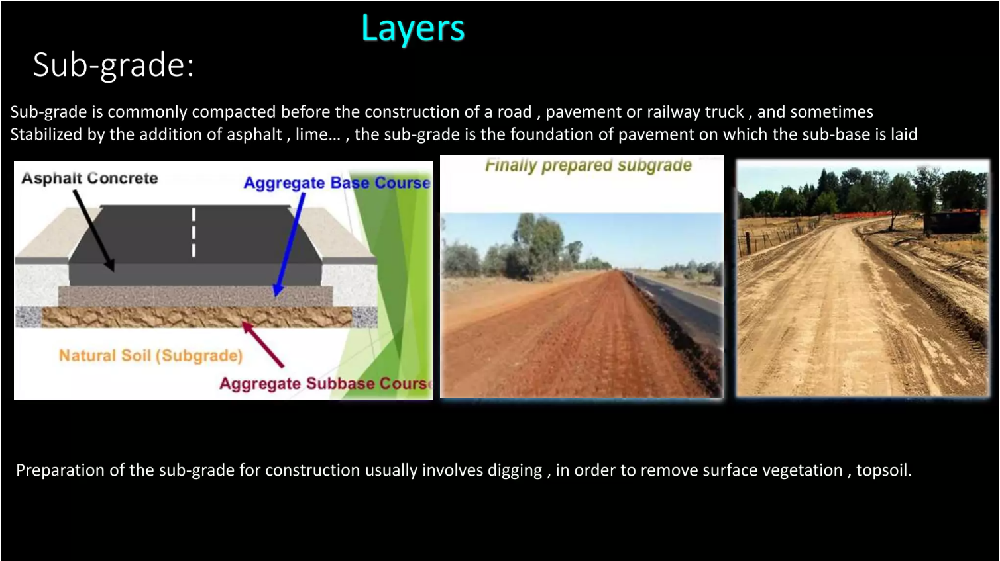 Layers
Sub-grade:
Sub-grade is commonly compacted before the construction of a road , pavement or railway truck , and sometimes
Stabilized by the addition of asphalt , lime… , the sub-grade is the foundation of pavement on which the sub-base is laid
Asphalt Concrete
Aggregate Base Course
Natural Soil (Subgrade)
Aggregate Subbase Course
Finally prepared subgrade
Preparation of the sub-grade for construction usually involves digging , in order to remove surface vegetation , topsoil.